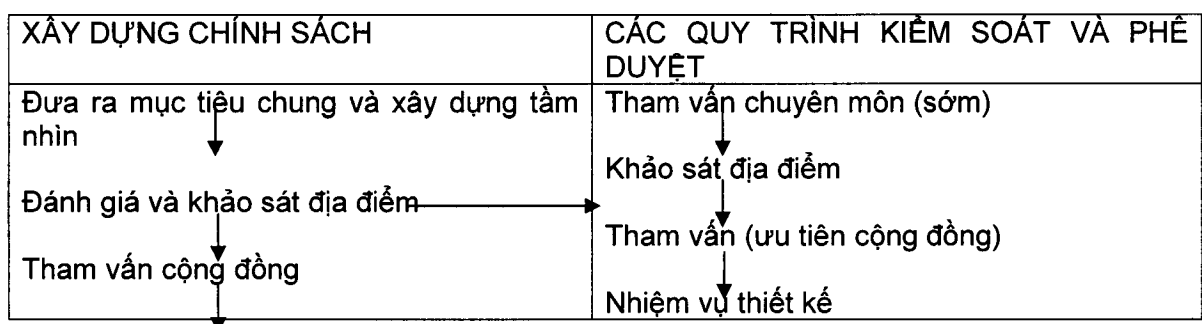 XÂY DỰNG CHÍNH SÁCH
CÁC QUY TRÌNH KIỂM SOÁT VÀ PHÊ
DUYỆT
Đưa ra mục tiêu chung và xây dựng tầm
nhìn
Đánh giá và khảo sát địa điểm
Tham vấn cộng đồng
Tham vấn chuyên môn (sớm)
Khảo sát địa điểm
Tham vấn (ưu tiên cộng đồng)
Nhiệm vụ thiết kế